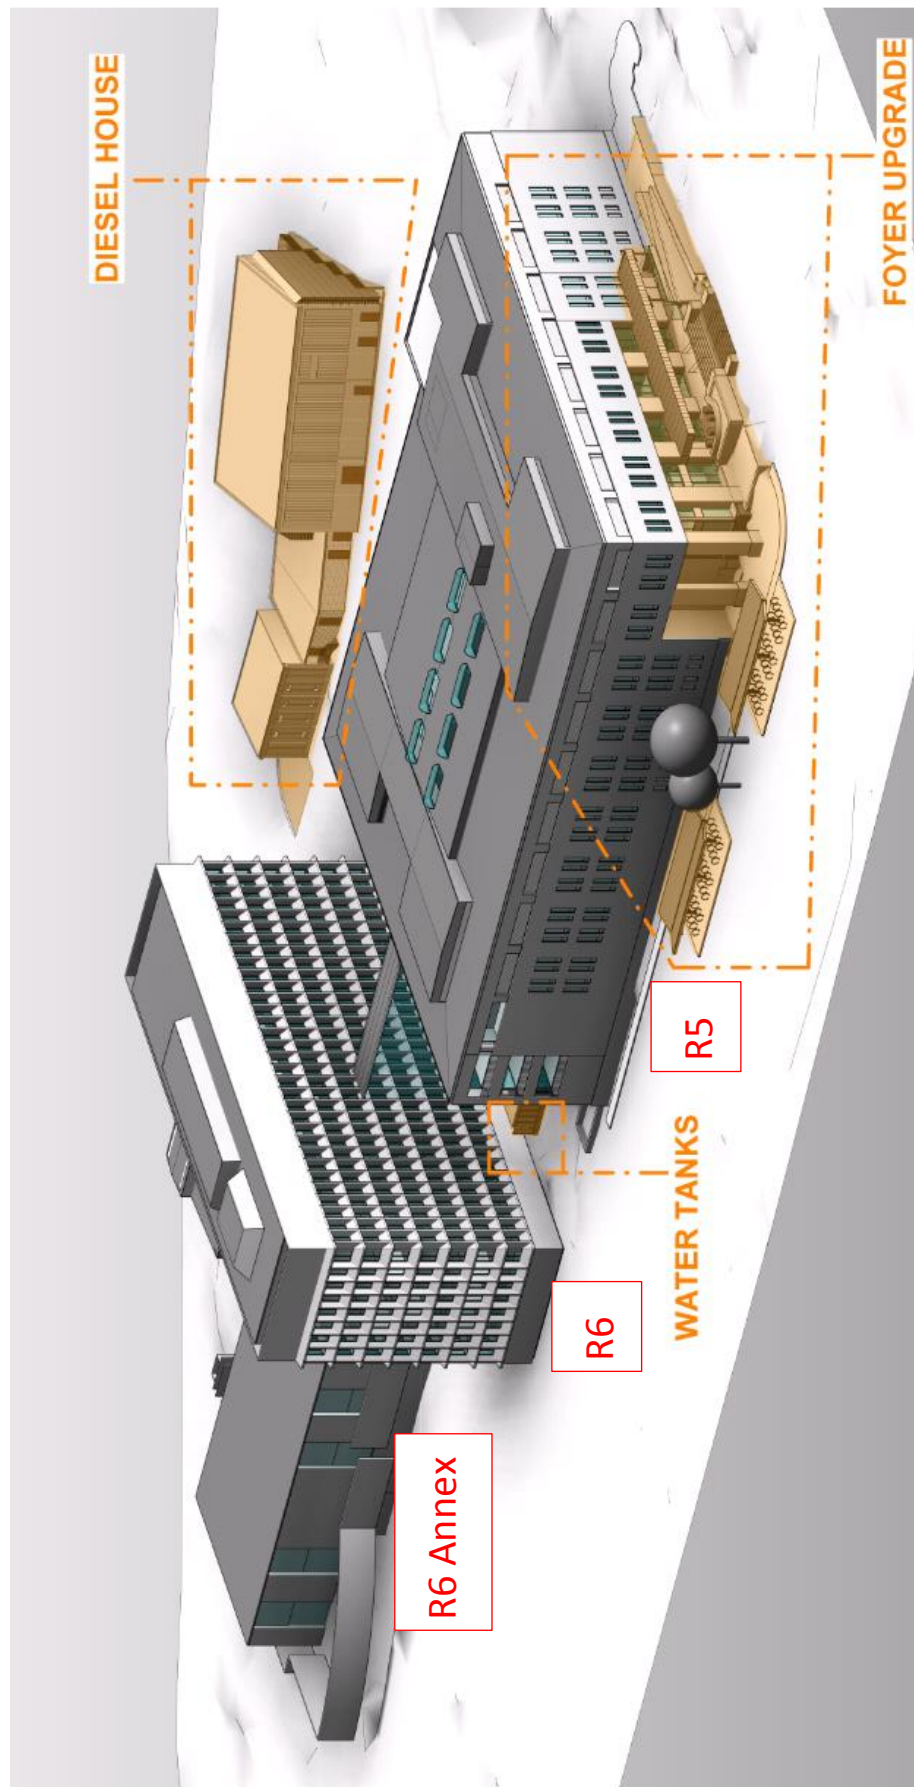 DIESEL HOUSE
FOYER UPGRADE
R5
WATER TANKS
R6
R6 Annex